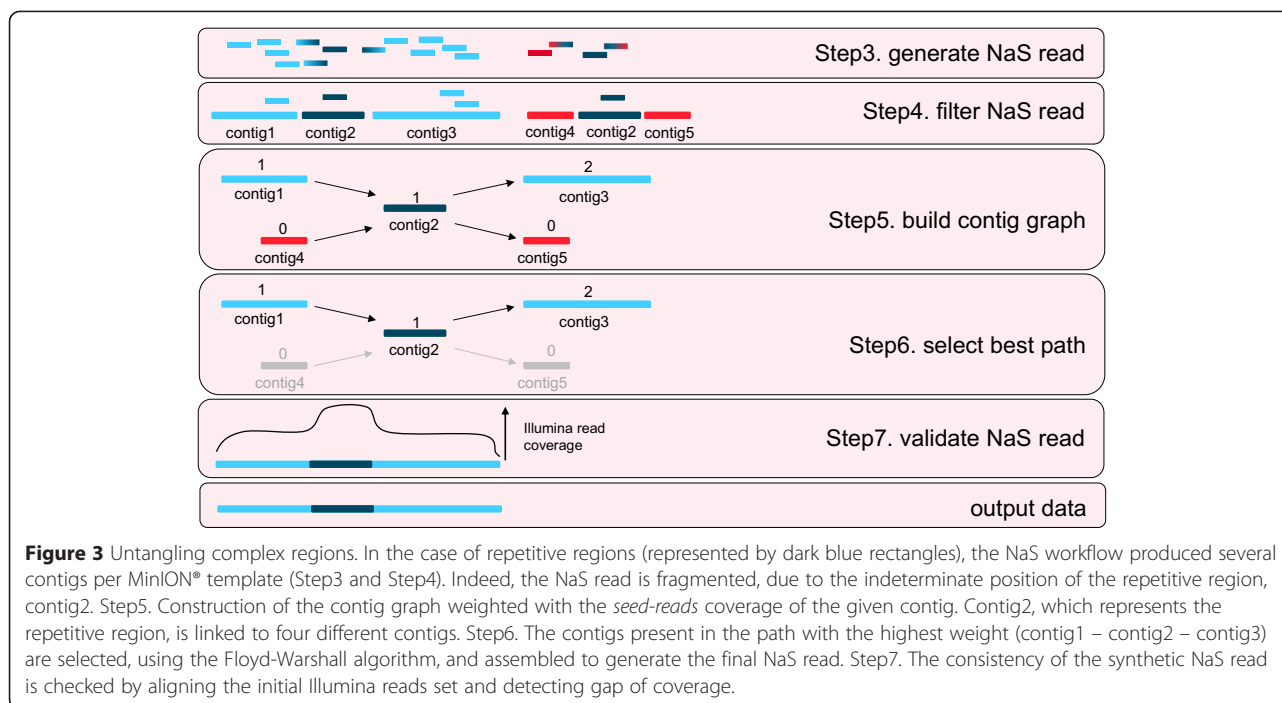 Step3. generate NaS read
Step4. filter NaS read
contig1 contig2 contig3 contig4 contig2 contig5
1 2
contig1 1 contig3
Step5. build contig graph
0 contig2 0
contig4 contig5
1 2
contig1 1 contig3
Step6. select best path
0 contig2 0
contig4 contig5
Illumina read
coverage
Step7. validate NaS read
output data
Figure 3 Untangling complex regions. In the case of repetitive regions (represented by dark blue rectangles), the NaS workflow produced several
contigs per MinION® template (Step3 and Step4). Indeed, the NaS read is fragmented, due to the indeterminate position of the repetitive region,
contig2. Step5. Construction of the contig graph weighted with the seed-reads coverage of the given contig. Contig2, which represents the
repetitive region, is linked to four different contigs. Step6. The contigs present in the path with the highest weight (contig1 – contig2 – contig3)
are selected, using the Floyd-Warshall algorithm, and assembled to generate the final NaS read. Step7. The consistency of the synthetic NaS read
is checked by aligning the initial Illumina reads set and detecting gap of coverage.